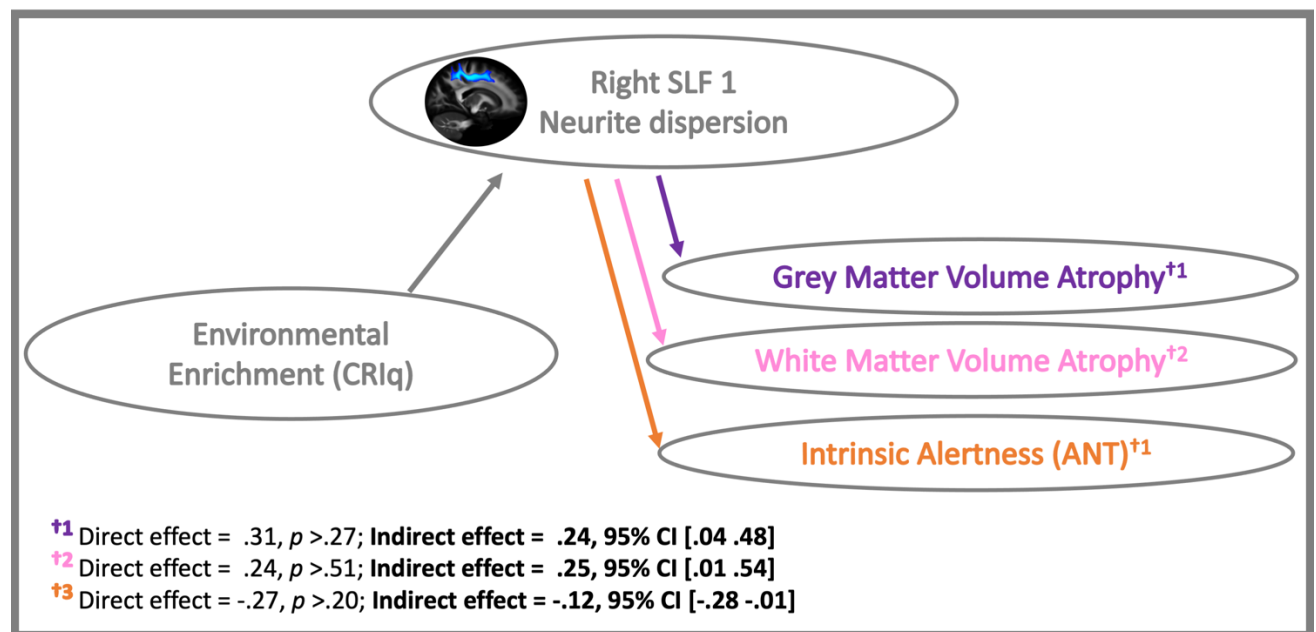 Right SLF 1
Neurite dispersion
Environmental
Enrichment (CRIq)
Grey Matter Volume Atrophy†1
White Matter Volume Atrophy†2
Intrinsic Alertness (ANT)†1
†1 Direct effect = .31, p >.27; Indirect effect = .24, 95% CI [.04 .48]
†2 Direct effect = .24, p >.51; Indirect effect = .25, 95% CI [.01 .54]
†3 Direct effect = -.27, p >.20; Indirect effect = -.12, 95% CI [-.28 -.01]